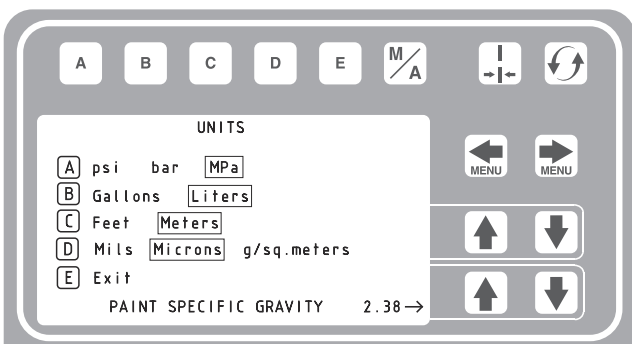 A B C D E M/A
UNITS
MENU MENU
A psi bar MPa
B Gallons Liters
C Feet Meters
D Mils Microns g/sq.meters
E Exit
PAINT SPECIFIC GRAVITY 2.38→